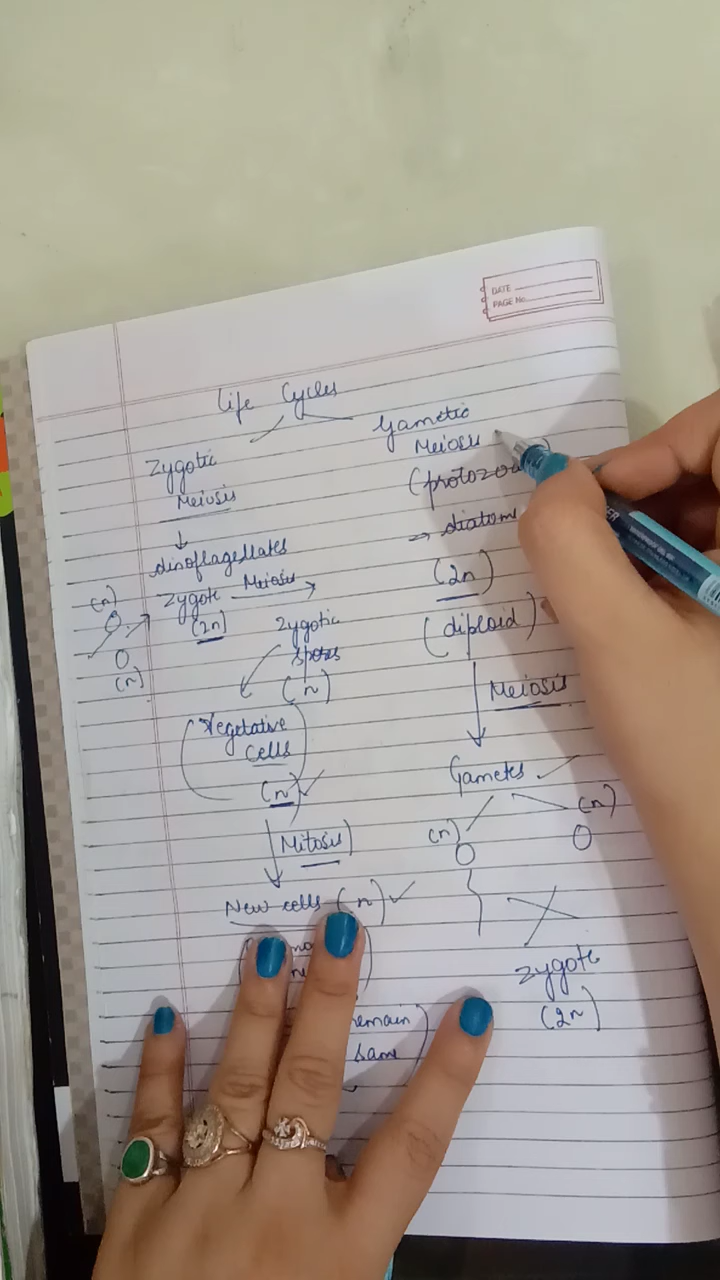 DATE
PAGE No.
Life Cycles
Zygotic
Meiosis
dinoflagellates
(n)
zygote Meiosis
(2n)
(n)
Zygotic
spores
(n)
Vegetative
cells
(n)
Mitosis)
New cells (n)
remain
same
Gametic
Meiosis
diatoms
(2n)
(diploid)
Meiosis
Gametes
(n)
(n)
zygote
(2n)